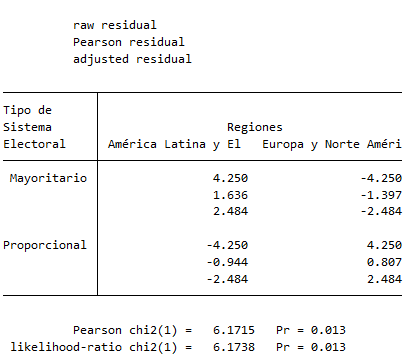 raw residual
Pearson residual
adjusted residual
Tipo de
Sistema Regiones
Electoral América Latina y El Europa y Norte Améri
Mayoritario 4.250 -4.250
1.636 -1.397
2.484 -2.484
Proporcional -4.250 4.250
-0.944 0.807
-2.484 2.484
Pearson chi2(1) = 6.1715 Pr = 0.013
likelihood-ratio chi2(1) = 6.1738 Pr = 0.013